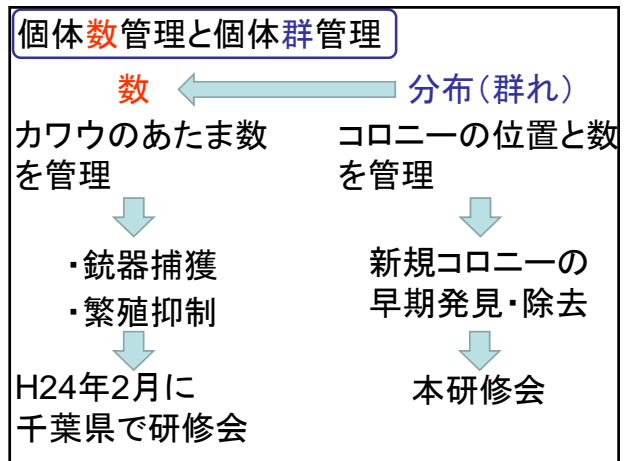 個体数管理と個体群管理
数
分布(群れ)
カワウのあたま数
を管理
コロニーの位置と数
を管理
・銃器捕獲
・繁殖抑制
新規コロニーの
早期発見・除去
H24年2月に
千葉県で研修会
本研修会